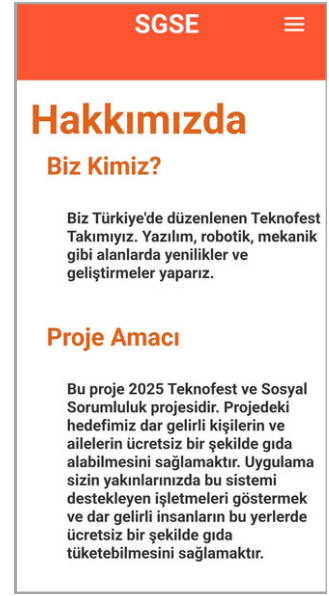 SGSE
Hakkımızda
Biz Kimiz?
Biz Türkiye'de düzenlenen Teknofest
Takımıyız. Yazılım, robotik, mekanik
gibi alanlarda yenilikler ve
geliştirmeler yaparız.
Proje Amacı
Bu proje 2025 Teknofest ve Sosyal
Sorumluluk projesidir. Projedeki
hedefimiz dar gelirli kişilerin ve
ailelerin ücretsiz bir şekilde gıda
alabilmesini sağlamaktır. Uygulama
sizin yakınlarınızda bu sistemi
destekleyen işletmeleri göstermek
ve dar gelirli insanların bu yerlerde
ücretsiz bir şekilde gıda
tüketebilmesini sağlamaktır.